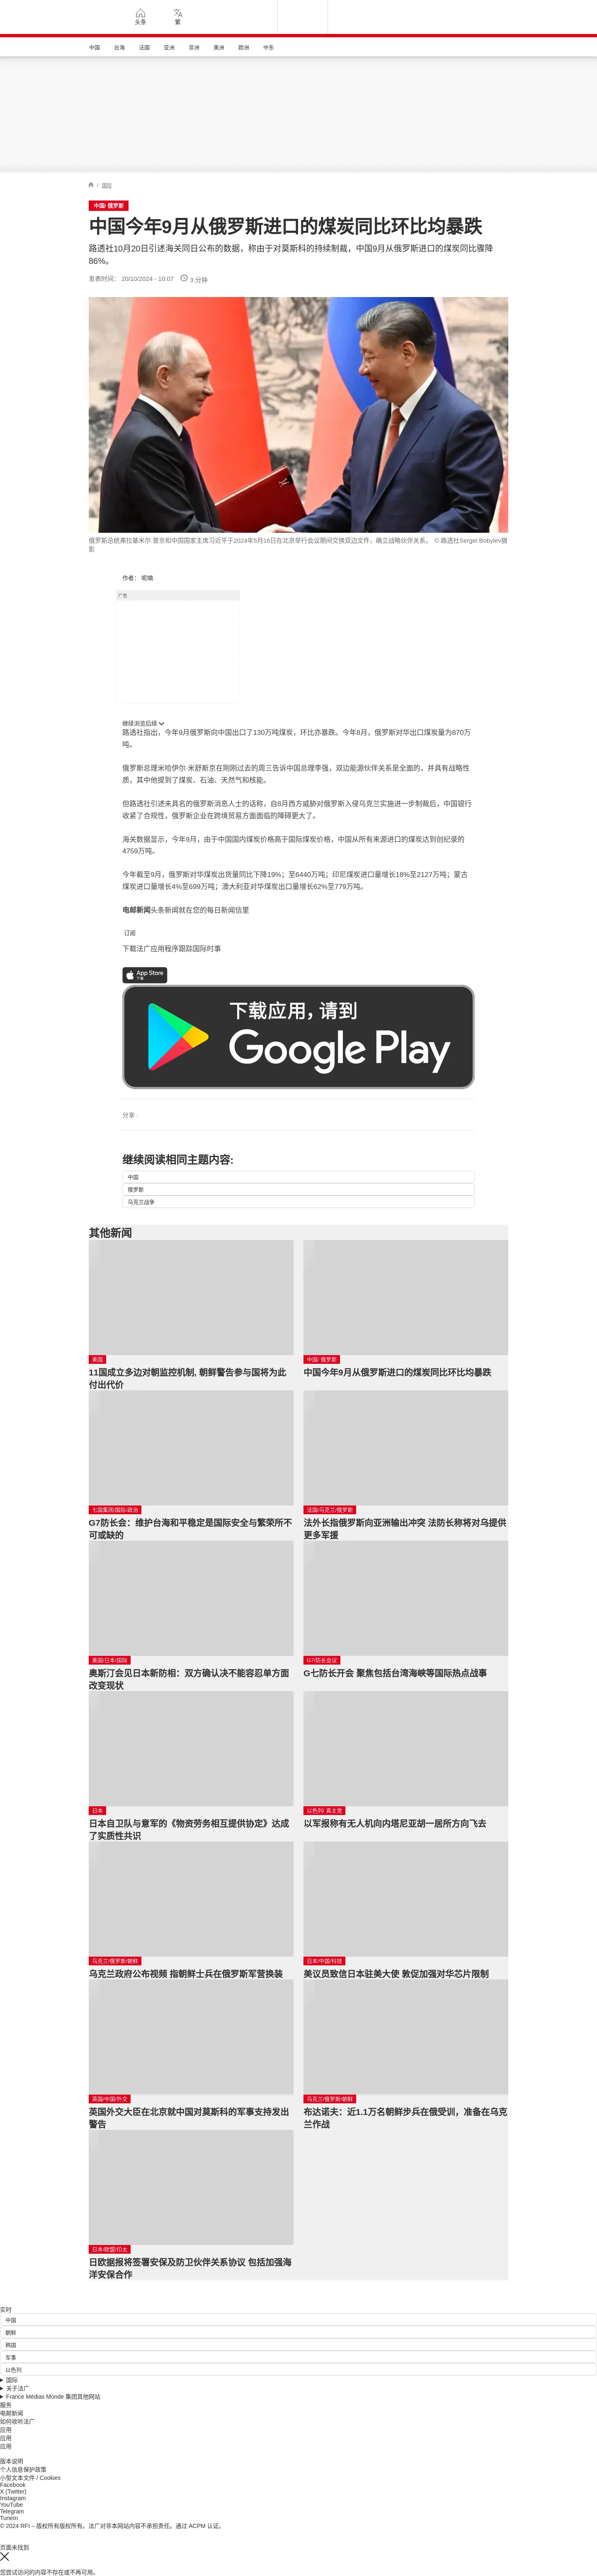 头条
繁
中国 台湾 法国 亚洲 非洲 美洲 欧洲 中东
/ 国际
中国/ 俄罗斯
中国今年9月从俄罗斯进口的煤炭同比环比均暴跌
路透社10月20日引述海关同日公布的数据，称由于对莫斯科的持续制裁，中国9月从俄罗斯进口的煤炭同比骤降
86%。
发表时间： 20/10/2024 - 10:07 3 分钟
俄罗斯总统弗拉基米尔·普京和中国国家主席习近平于2024年5月16日在北京举行会议期间交换双边文件，确立战略伙伴关系。 © 路透社Sergei Bobylev摄
影
作者： 呢喃
广告
继续浏览后续
路透社指出，今年9月俄罗斯向中国出口了130万吨煤炭，环比亦暴跌。今年8月，俄罗斯对华出口煤炭量为870万
吨。
俄罗斯总理米哈伊尔·米舒斯京在刚刚过去的周三告诉中国总理李强，双边能源伙伴关系是全面的，并具有战略性
质，其中他提到了煤炭、石油、天然气和核能。
但路透社引述未具名的俄罗斯消息人士的话称，自8月西方威胁对俄罗斯入侵乌克兰实施进一步制裁后，中国银行
收紧了合规性，俄罗斯企业在跨境贸易方面面临的障碍更大了。
海关数据显示，今年9月，由于中国国内煤炭价格高于国际煤炭价格，中国从所有来源进口的煤炭达到创纪录的
4759万吨。
今年截至9月，俄罗斯对华煤炭出货量同比下降19%；至6440万吨；印尼煤炭进口量增长18%至2127万吨；蒙古
煤炭进口量增长4%至699万吨；澳大利亚对华煤炭出口量增长62%至779万吨。
电邮新闻头条新闻就在您的每日新闻信里
订阅
下载法广应用程序跟踪国际时事
App Store
下载
下载应用，请到
Google Play
分享 :
继续阅读相同主题内容:
中国
俄罗斯
乌克兰战争
其他新闻
美国
11国成立多边对朝监控机制, 朝鲜警告参与国将为此
付出代价
中国/ 俄罗斯
中国今年9月从俄罗斯进口的煤炭同比环比均暴跌
七国集团/国际/政治
G7防长会：维护台海和平稳定是国际安全与繁荣所不
可或缺的
法国/乌克兰/俄罗斯
法外长指俄罗斯向亚洲输出冲突 法防长称将对乌提供
更多军援
美国/日本/国际
奥斯汀会见日本新防相：双方确认决不能容忍单方面
改变现状
G7/防长会议
G七防长开会 聚焦包括台湾海峡等国际热点战事
日本
日本自卫队与意军的《物资劳务相互提供协定》达成
了实质性共识
以色列/ 真主党
以军报称有无人机向内塔尼亚胡一居所方向飞去
乌克兰/俄罗斯/朝鲜
乌克兰政府公布视频 指朝鲜士兵在俄罗斯军营换装
日本/中国/科技
美议员致信日本驻美大使 敦促加强对华芯片限制
英国/中国/外交
英国外交大臣在北京就中国对莫斯科的军事支持发出
警告
乌克兰/俄罗斯/朝鲜
布达诺夫：近1.1万名朝鲜步兵在俄受训，准备在乌克
兰作战
日本/欧盟/印太
日欧据报将签署安保及防卫伙伴关系协议 包括加强海
洋安保合作
实时
中国
朝鲜
韩国
军事
以色列
国际
关于法广
France Médias Monde 集团其他网站
服务
电邮新闻
如何收听法广
应用
应用
应用
版本说明
个人信息保护政策
小型文本文件 / Cookies
Facebook
X (Twitter)
Instagram
YouTube
Telegram
TuneIn
© 2024 RFI – 版权所有版权所有。法广对非本网站内容不承担责任。通过 ACPM 认证。
页面未找到
您尝试访问的内容不存在或不再可用。